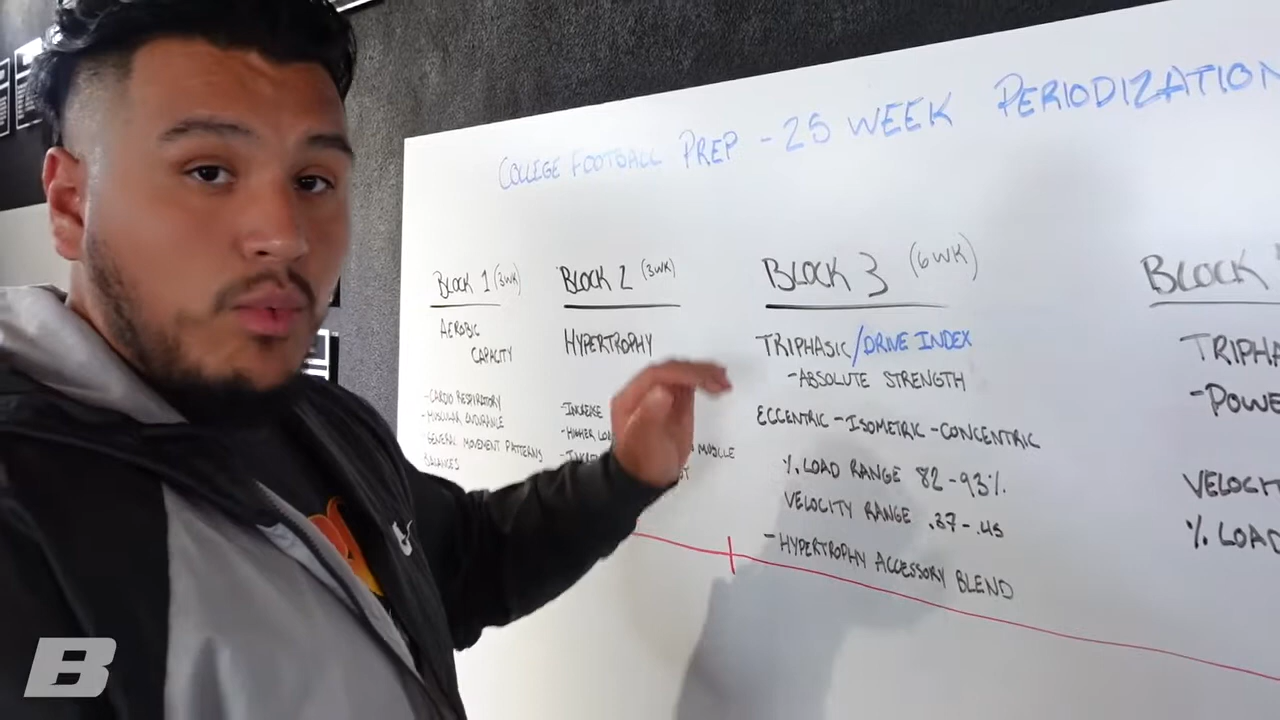 COLLEGE FOOTBALL PREP - 25 WEEK PERIODIZATION
BLOCK 1 (3WK)
AEROBIC
CAPACITY
- CARDIO RESPIRATORY
- MUSCULAR ENDURANCE
- GENERAL MOVEMENT PATTERNS
BALANCES
BLOCK 2 (3WK)
HYPERTROPHY
- INCREASE
- HIGHER
MUSCLE
BLOCK 3 (6WK)
TRIPHASIC/DRIVE INDEX
- ABSOLUTE STRENGTH
ECCENTRIC - ISOMETRIC - CONCENTRIC
% LOAD RANGE 82 - 93%
VELOCITY RANGE .37 - .45
- HYPERTROPHY ACCESSORY BLEND
BLOCK
TRIPHA
- POWE
VELOCIT
% LOAD
B